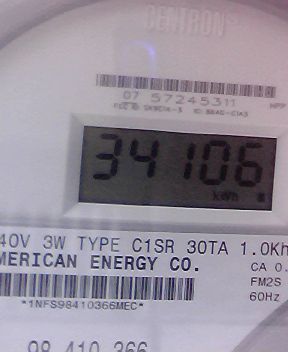 CENTRON®
07 57245311
34106
kWh
40V 3W TYPE C1SR 30TA 1.0Kh
MERICAN ENERGY CO.
CA 0.
FM2S
60Hz
*1NFS98410366MEC*
98 410 366